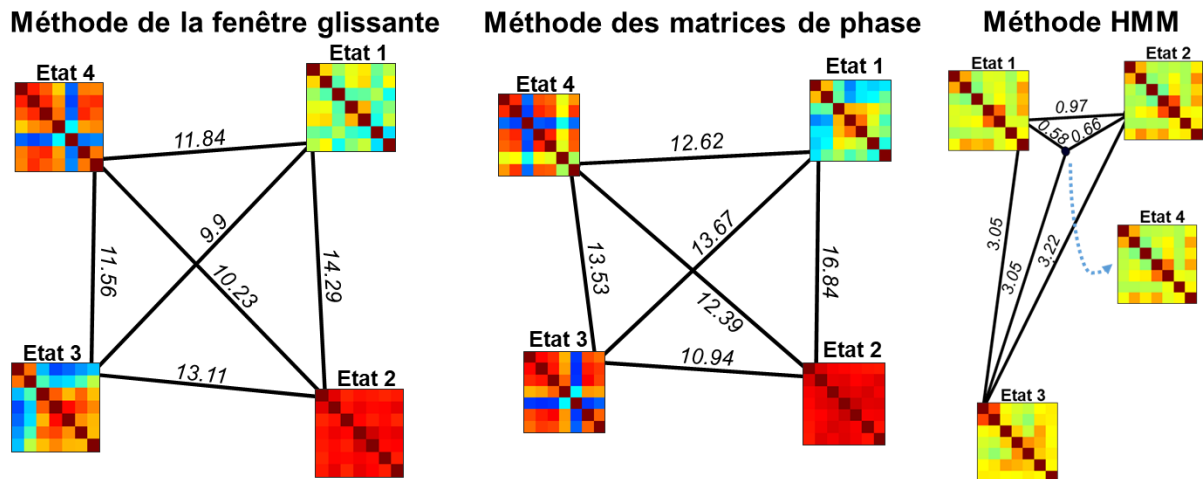 Méthode de la fenêtre glissante
Etat 4
Etat 1
11.84
9.9
11.56
10.23
14.29
Etat 3
13.11
Etat 2
Méthode des matrices de phase
Etat 4
Etat 1
12.62
13.67
13.53
12.39
16.84
Etat 3
10.94
Etat 2
Méthode HMM
Etat 1
Etat 2
0.97
0.58
0.66
Etat 4
3.05
3.05
3.22
Etat 3